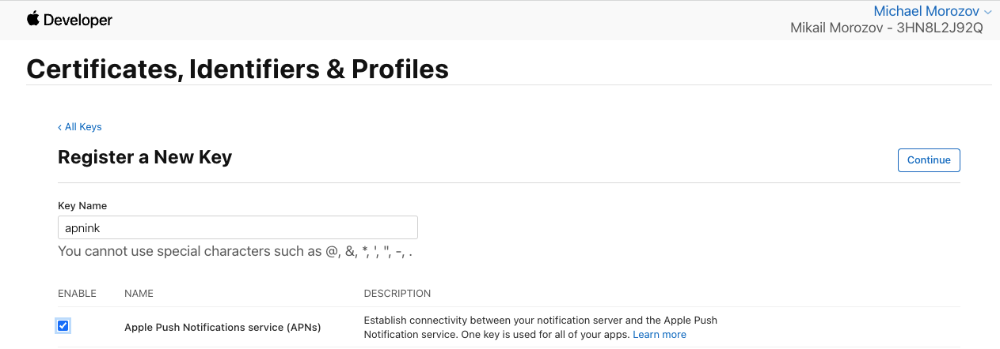 Developer
Michael Morozov
Mikail Morozov - 3HN8L2J92Q
Certificates, Identifiers & Profiles
‹ All Keys
Register a New Key
Continue
Key Name
apnink
You cannot use special characters such as @, &, *, ', ", -, .
ENABLE NAME DESCRIPTION
Apple Push Notifications service (APNs)
Establish connectivity between your notification server and the Apple Push
Notification service. One key is used for all of your apps. Learn more